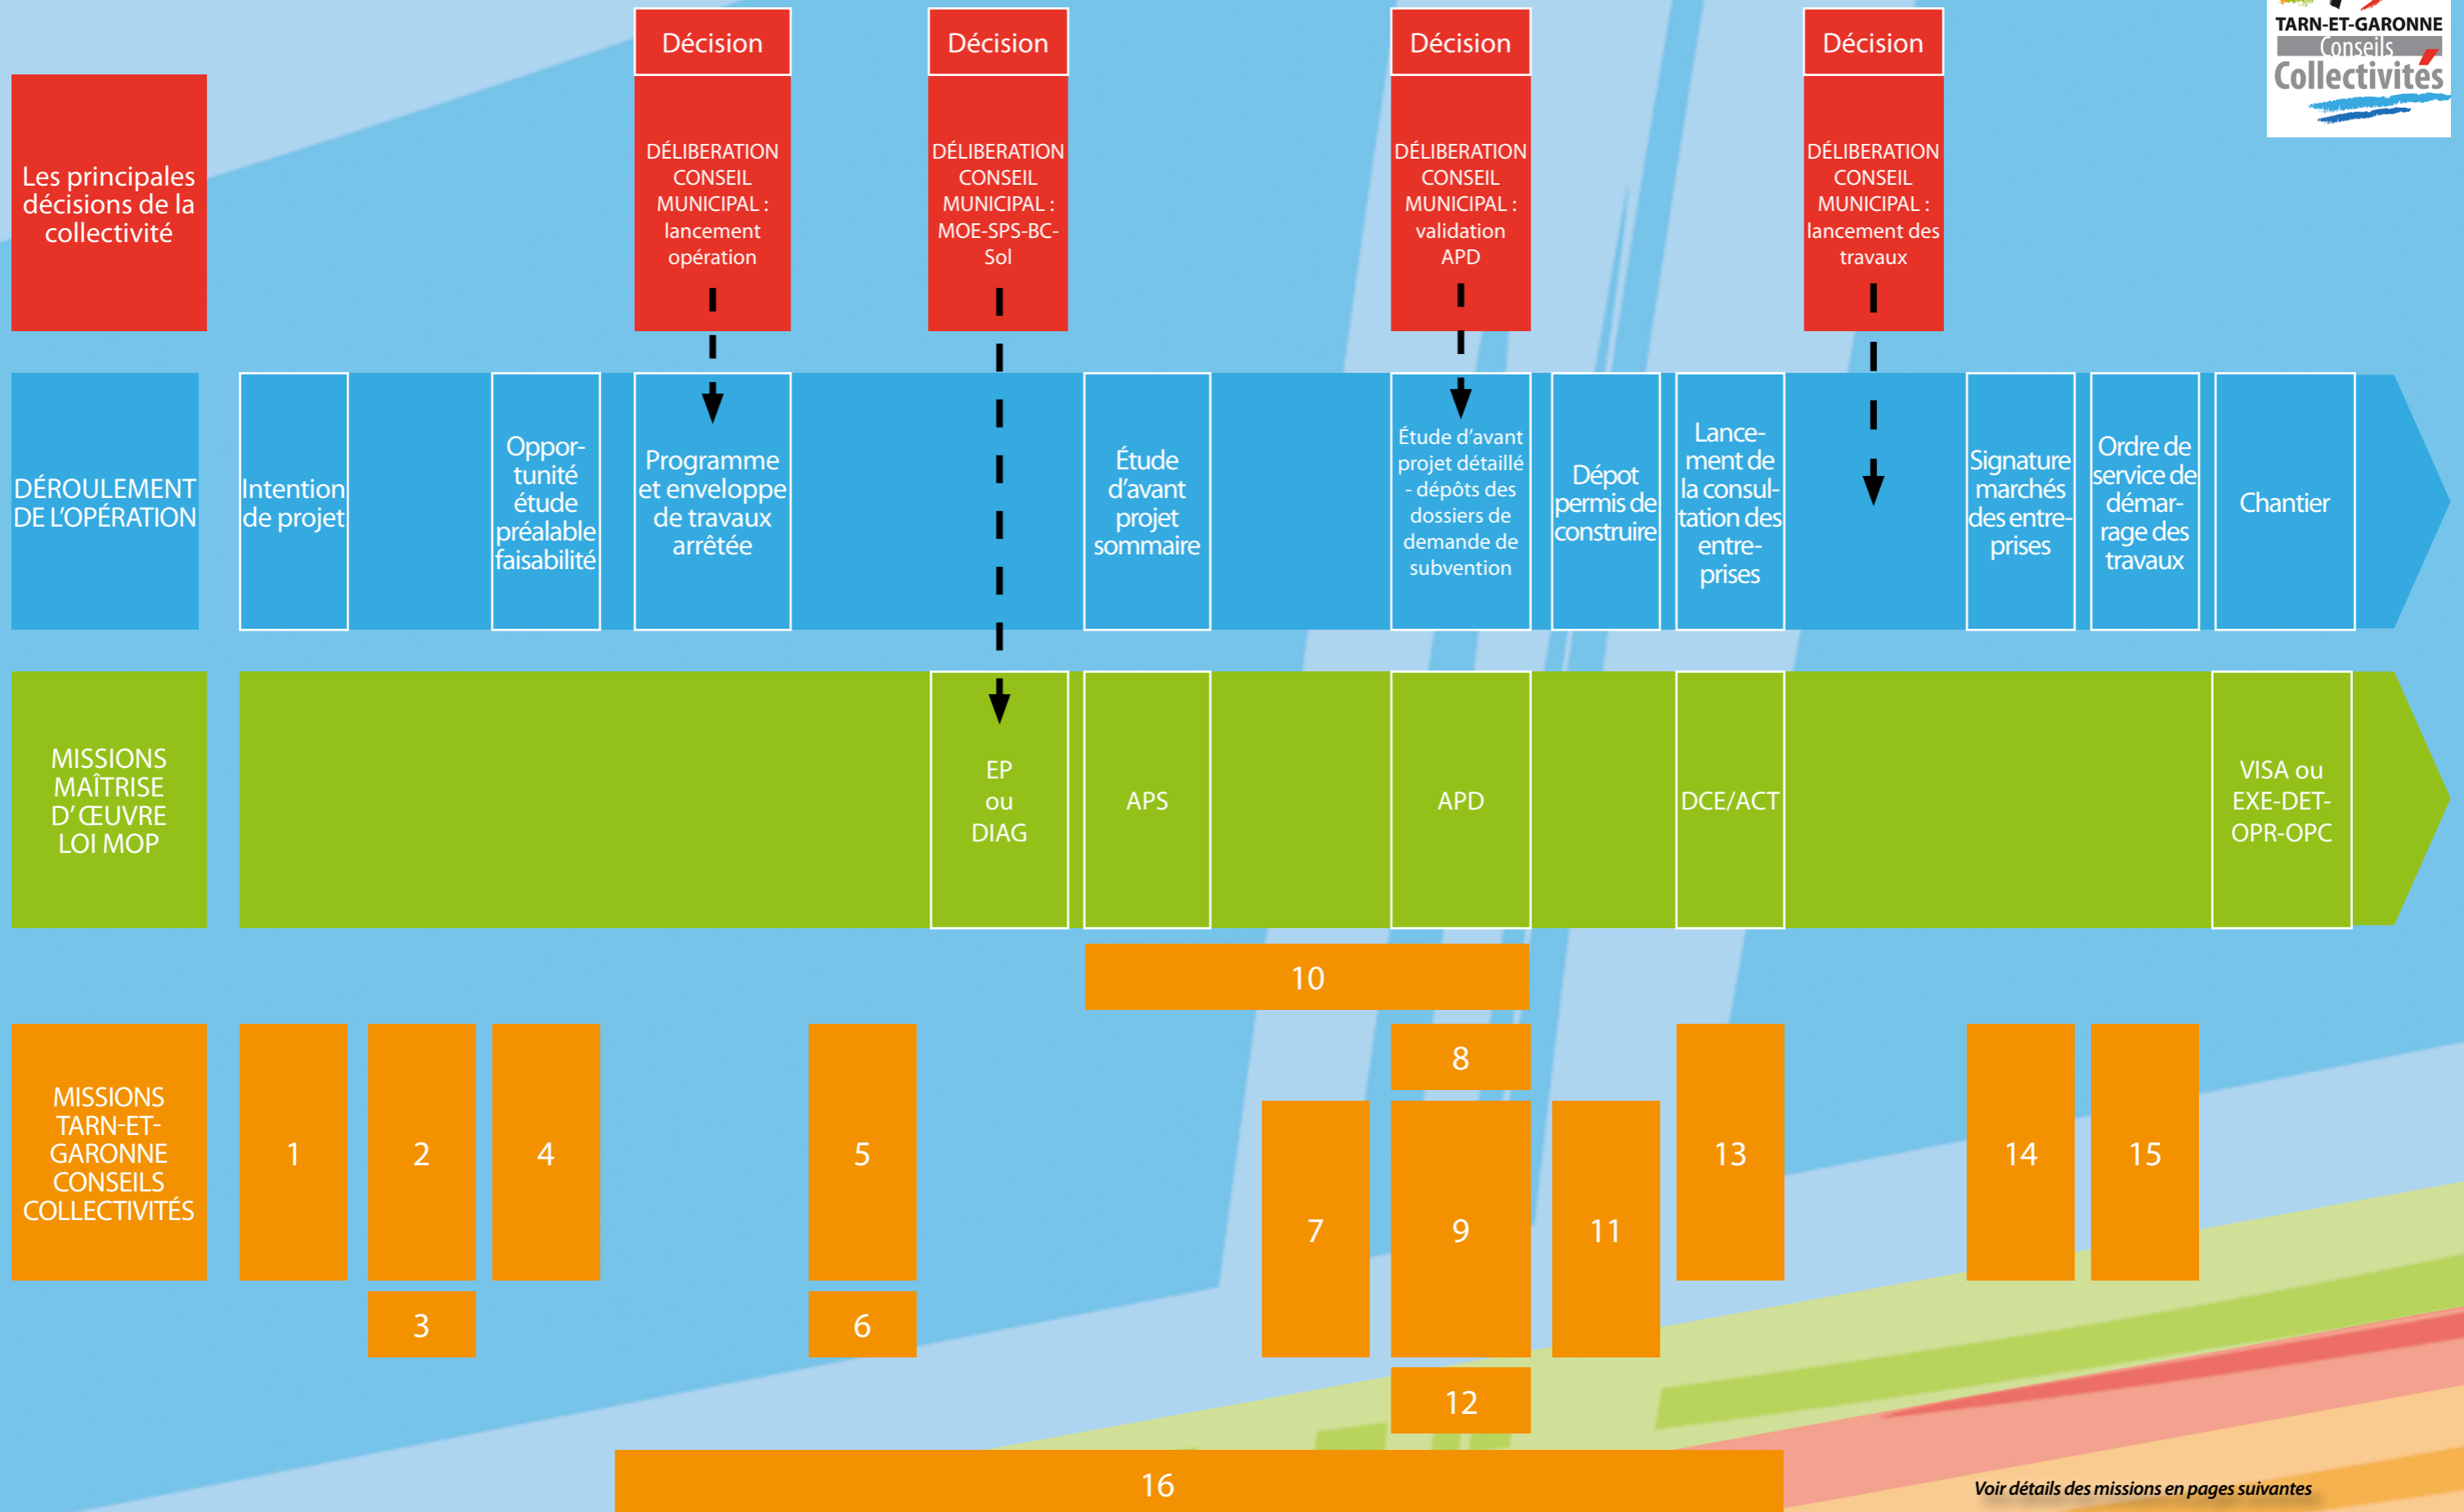 TARN-ET-GARONNE
Conseils
Collectivités
Les principales
décisions de la
collectivité
Décision
DÉLIBERATION
CONSEIL
MUNICIPAL :
lancement
opération
Décision
DÉLIBERATION
CONSEIL
MUNICIPAL :
MOE-SPS-BC-
Sol
Décision
DÉLIBERATION
CONSEIL
MUNICIPAL :
validation
APD
Décision
DÉLIBERATION
CONSEIL
MUNICIPAL :
lancement des
travaux
DÉROULEMENT
DE L'OPÉRATION
Intention
de projet
Oppor-
tunité
étude
préalable
faisabilité
Programme
et enveloppe
de travaux
arrêtée
Étude
d'avant
projet
sommaire
Étude d'avant
projet détaillé
- dépôts des
dossiers de
demande de
subvention
Dépot
permis de
construire
Lance-
ment de
la consul-
tation des
entre-
prises
Signature
marchés
des entre-
prises
Ordre de
service de
démar-
rage des
travaux
Chantier
MISSIONS
MAÎTRISE
D' ŒUVRE
LOI MOP
EP
ou
DIAG
APS
APD
DCE/ACT
VISA ou
EXE-DET-
OPR-OPC
10
MISSIONS
TARN-ET-
GARONNE
CONSEILS
COLLECTIVITÉS
1
2
3
4
5
6
7
8
9
12
11
13
14
15
16
Voir détails des missions en pages suivantes